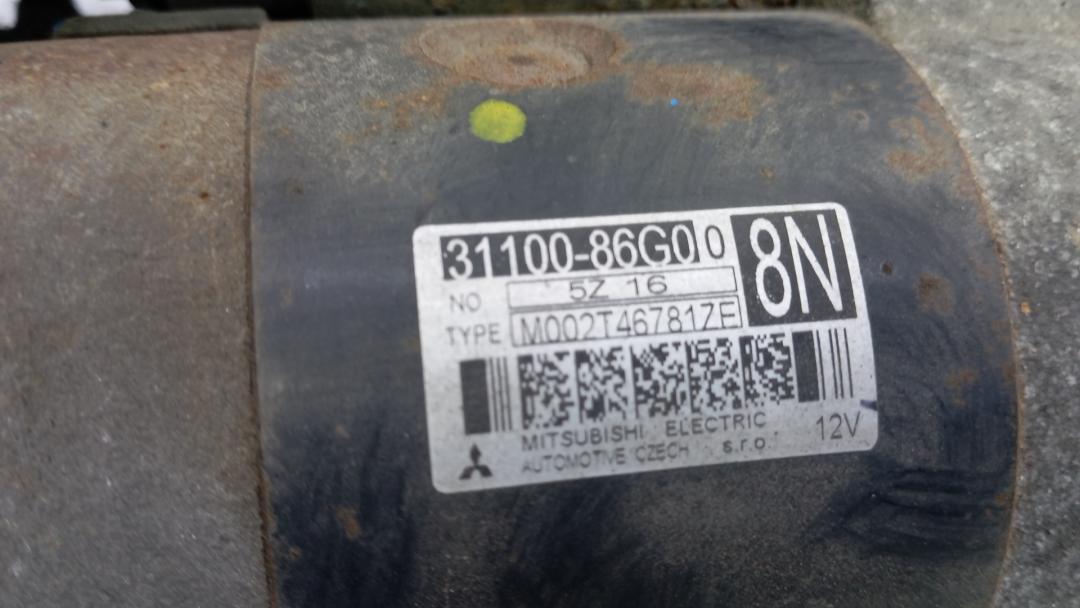 31100-86G00 8N
NO 5Z 16
TYPE M002T46781ZE
MITSUBISHI ELECTRIC
AUTOMOTIVE CZECH s.r.o. 12V